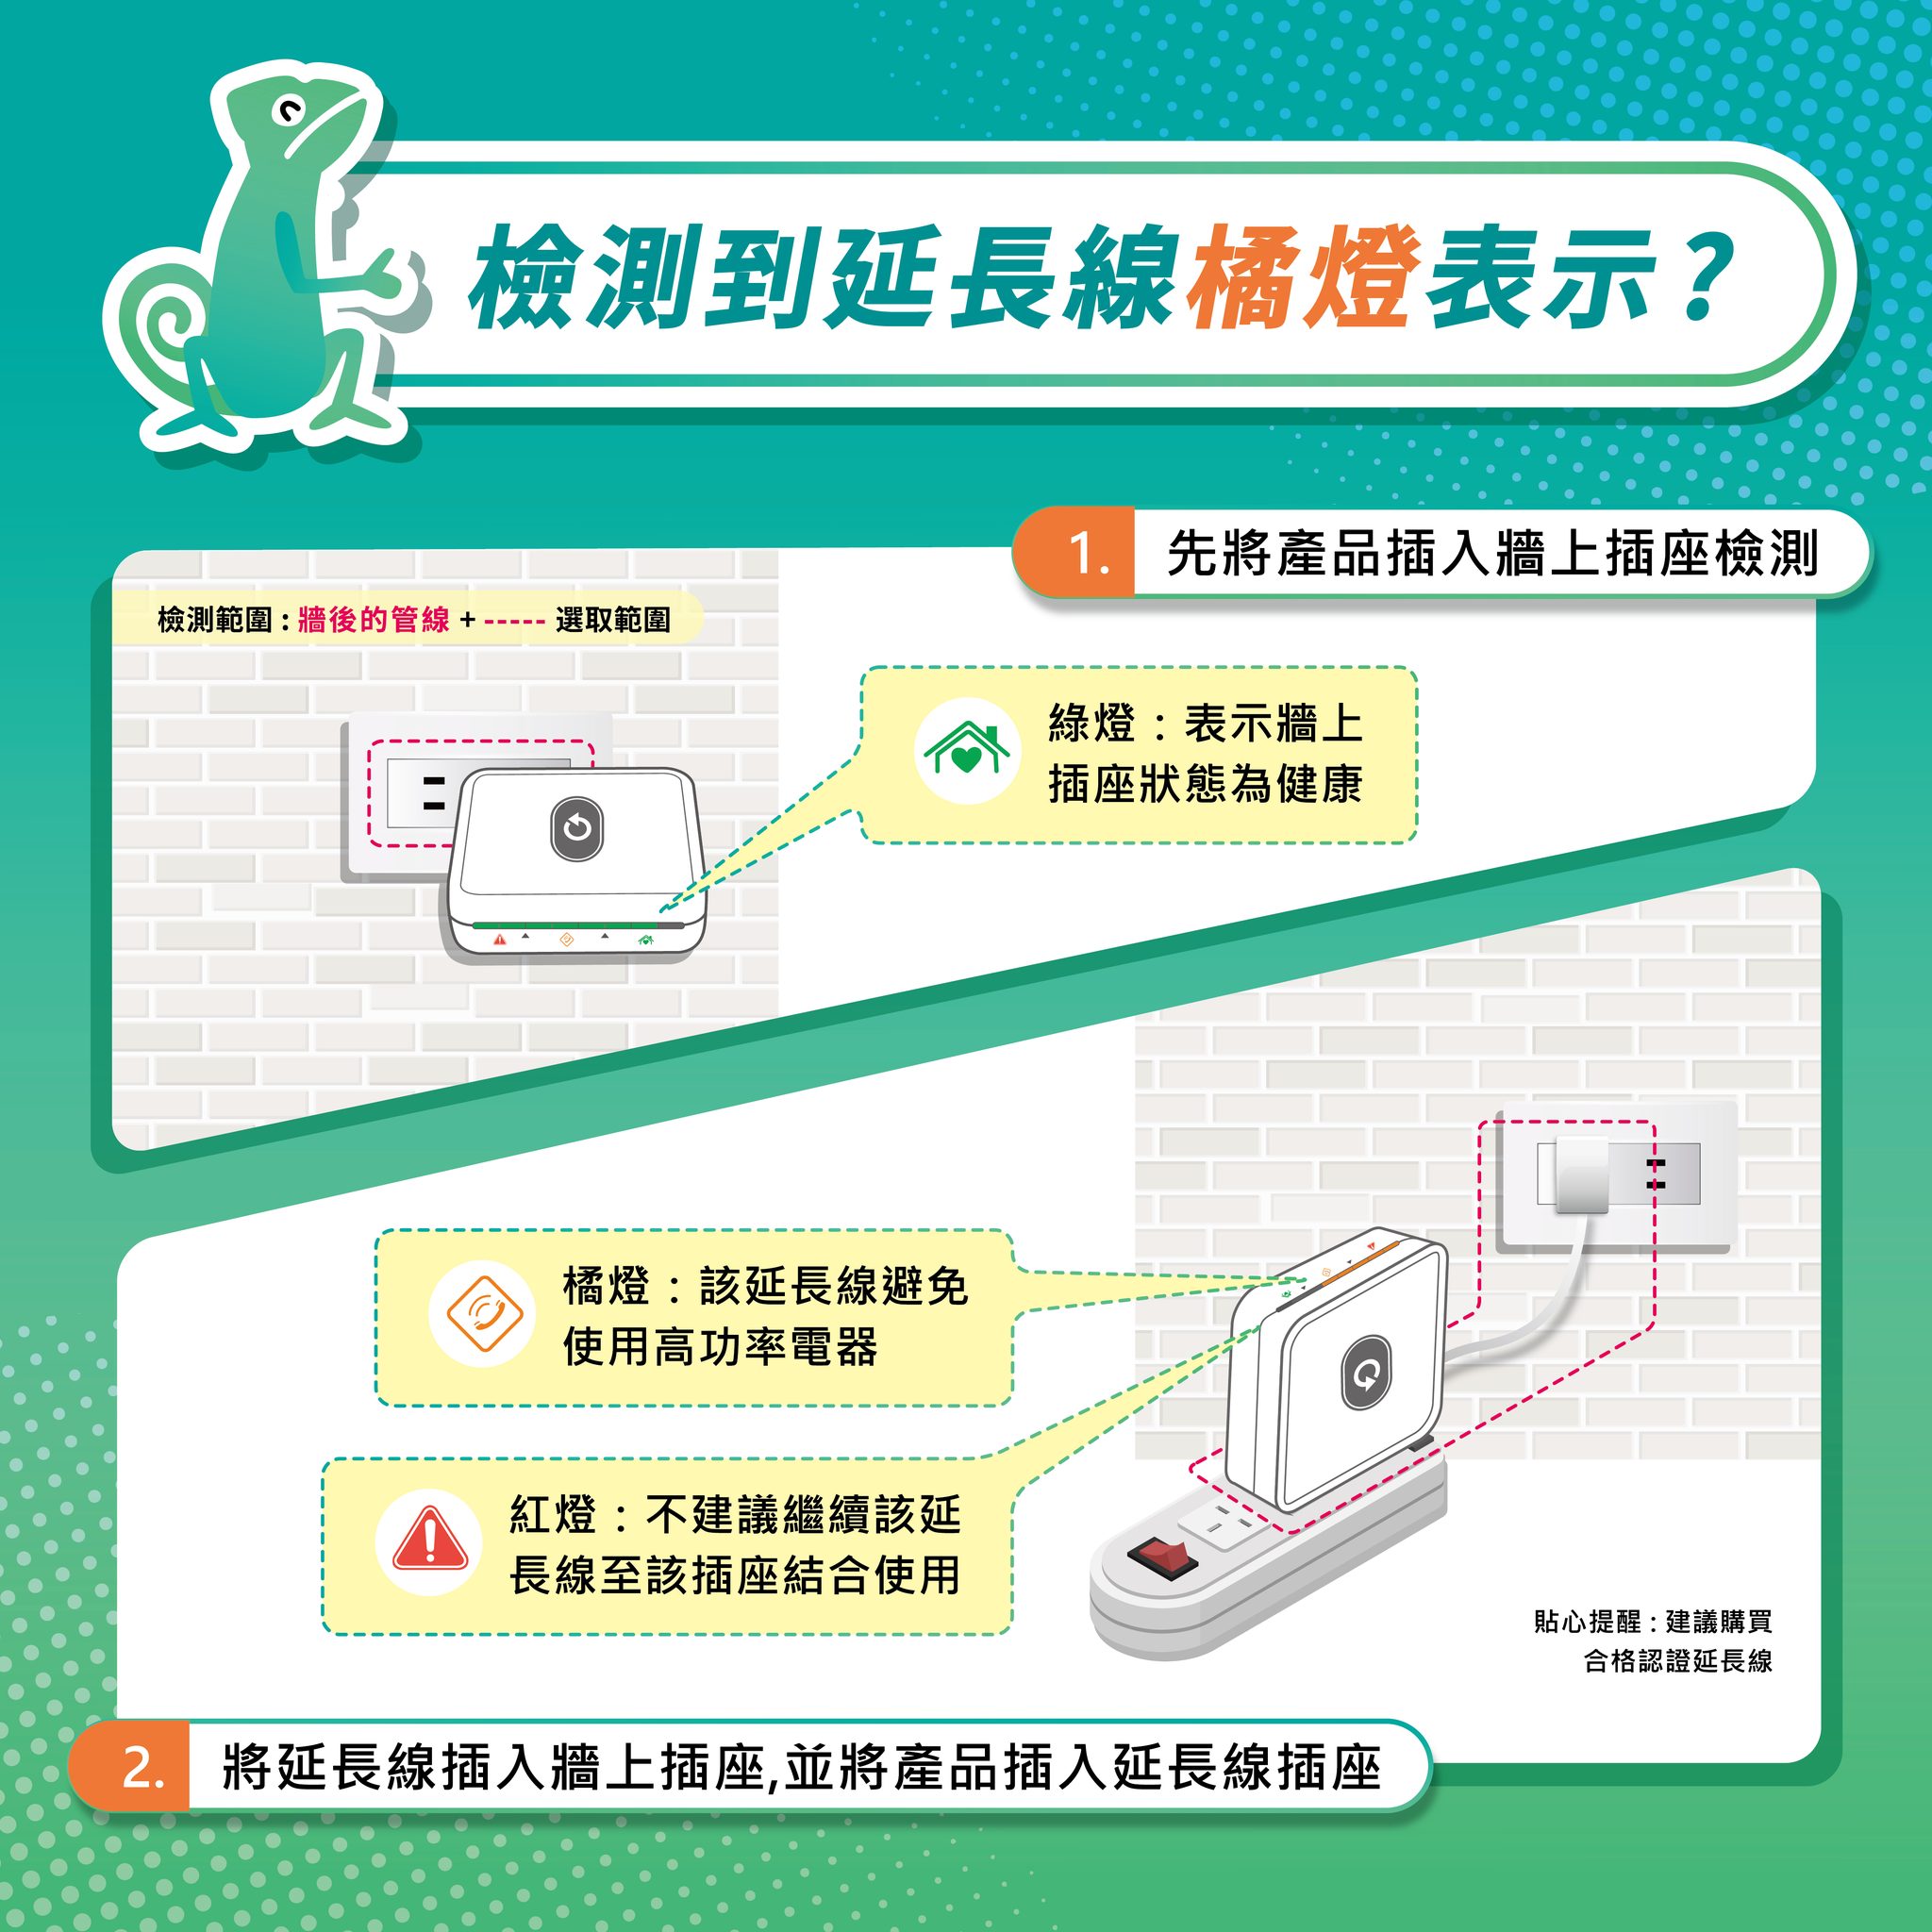 檢測到延長線橘燈表示？
1. 先將產品插入牆上插座檢測
檢測範圍 : 牆後的管線 + ----- 選取範圍
綠燈：表示牆上
插座狀態為健康
橘燈：該延長線避免
使用高功率電器
紅燈：不建議繼續該延
長線至該插座結合使用
貼心提醒 : 建議購買
合格認證延長線
2. 將延長線插入牆上插座,並將產品插入延長線插座